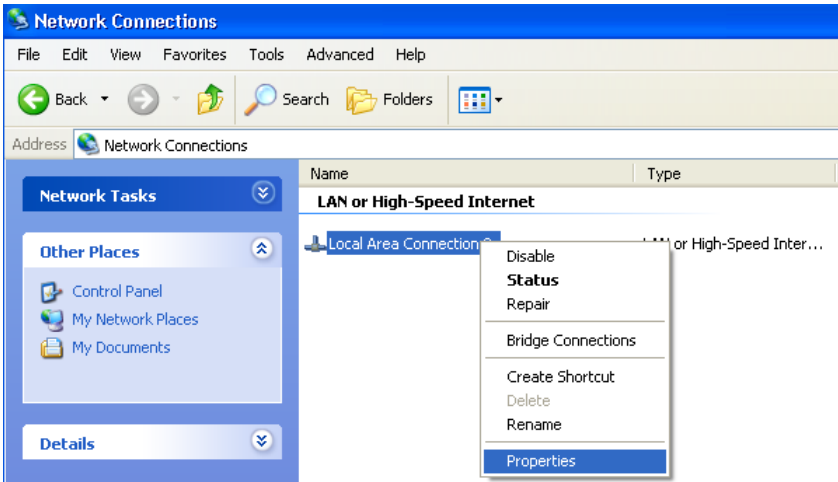 Network Connections
File Edit View Favorites Tools Advanced Help
Back Search Folders
Address Network Connections
Name Type
Network Tasks
LAN or High-Speed Internet
Other Places
Local Area Connection or High-Speed Inter...
Disable
Status
Control Panel
Repair
My Network Places
Bridge Connections
My Documents
Create Shortcut
Delete
Rename
Details
Properties